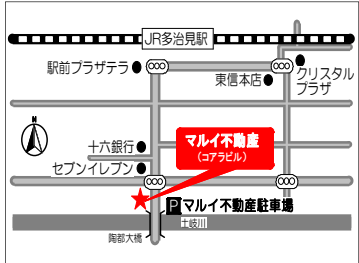 JR多治見駅
駅前プラザテラ
東信本店
クリスタル
プラザ
十六銀行
マルイ不動産
(コアラビル)
セブンイレブン
P マルイ不動産駐車場
土岐川
陶都大橋
N